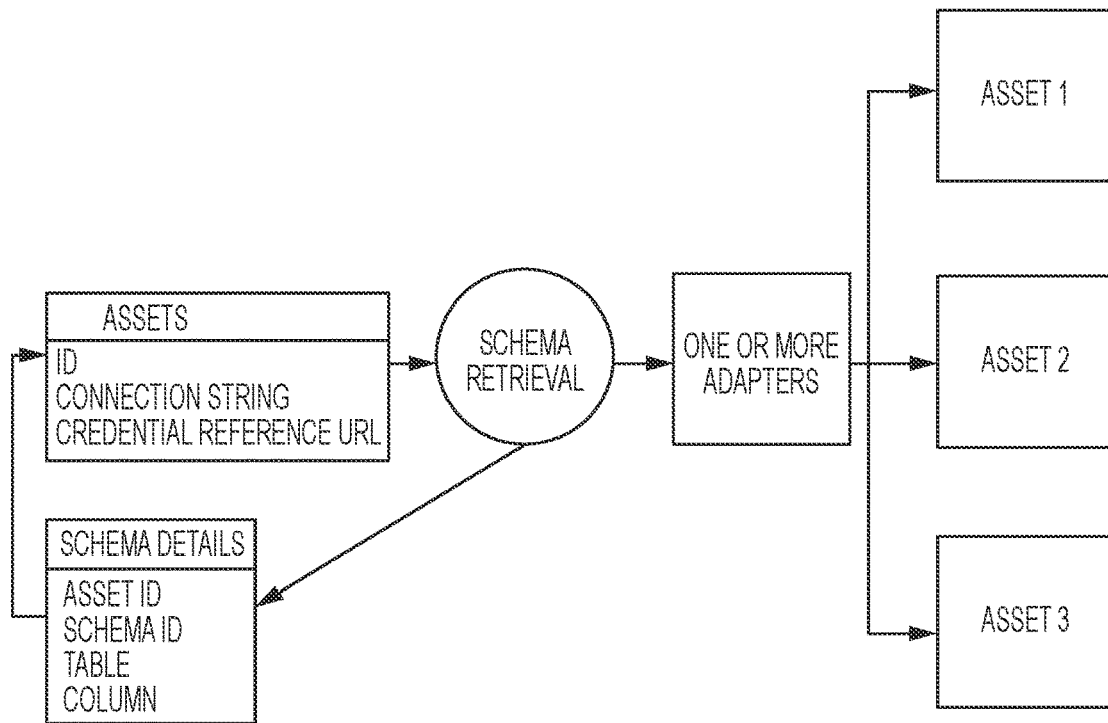 ASSETS
ID
CONNECTION STRING
CREDENTIAL REFERENCE URL
SCHEMA DETAILS
ASSET ID
SCHEMA ID
TABLE
COLUMN
SCHEMA
RETRIEVAL
ONE OR MORE
ADAPTERS
ASSET 1
ASSET 2
ASSET 3